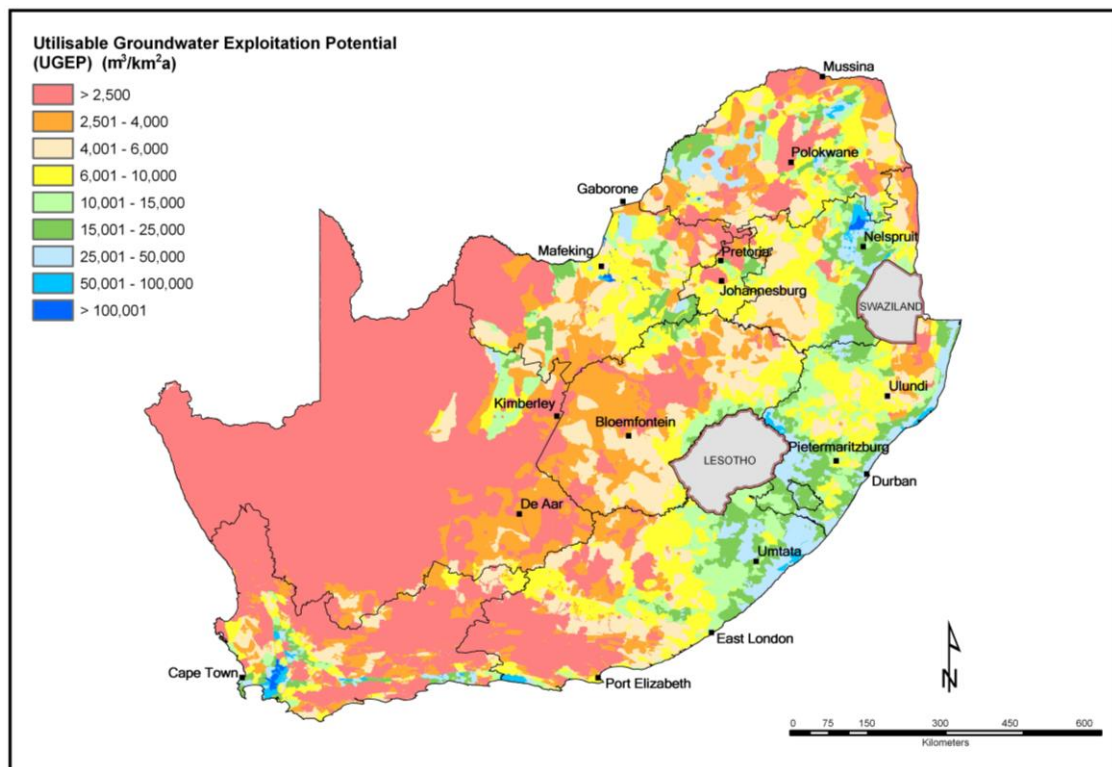 Utilisable Groundwater Exploitation Potential
(UGEP) (m³/km²a)
> 2,500
2,501 - 4,000
4,001 - 6,000
6,001 - 10,000
10,001 - 15,000
15,001 - 25,000
25,001 - 50,000
50,001 - 100,000
> 100,001
Mussina
Polokwane
Gaborone
Nelspruit
Mafeking
Pretoria
Johannesburg
SWAZILAND
Ulundi
Kimberley
Bloemfontein
Pietermaritzburg
LESOTHO
Durban
De Aar
Umtata
East London
Cape Town
Port Elizabeth
N
0 75 150 300 450 600
Kilometers